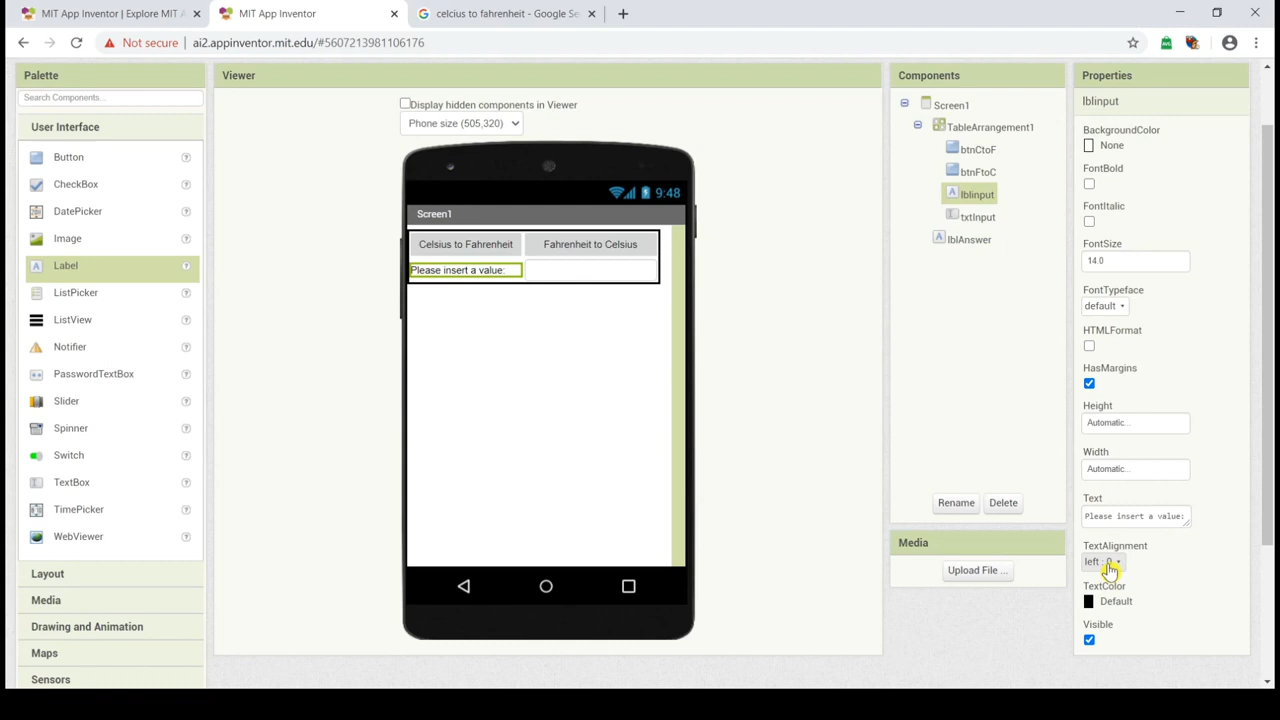 MIT App Inventor | Explore MIT A
MIT App Inventor
celcius to fahrenheit - Google Se
Not secure
ai2.appinventor.mit.edu/#5607213981106176
Palette
Search Components...
User Interface
Button
CheckBox
DatePicker
Image
Label
ListPicker
ListView
Notifier
PasswordTextBox
Slider
Spinner
Switch
TextBox
TimePicker
WebViewer
Layout
Media
Drawing and Animation
Maps
Sensors
Viewer
Display hidden components in Viewer
Phone size (505,320)
9:48
Screen1
Celsius to Fahrenheit
Fahrenheit to Celsius
Please insert a value:
Components
Screen1
TableArrangement1
btnCtoF
btnFtoC
lblinput
txtInput
lblAnswer
Rename
Delete
Media
Upload File ...
Properties
lblinput
BackgroundColor
None
FontBold
FontItalic
FontSize
14.0
FontTypeface
default
HTMLFormat
HasMargins
Height
Automatic...
Width
Automatic...
Text
Please insert a value:
TextAlignment
left : 0
TextColor
Default
Visible